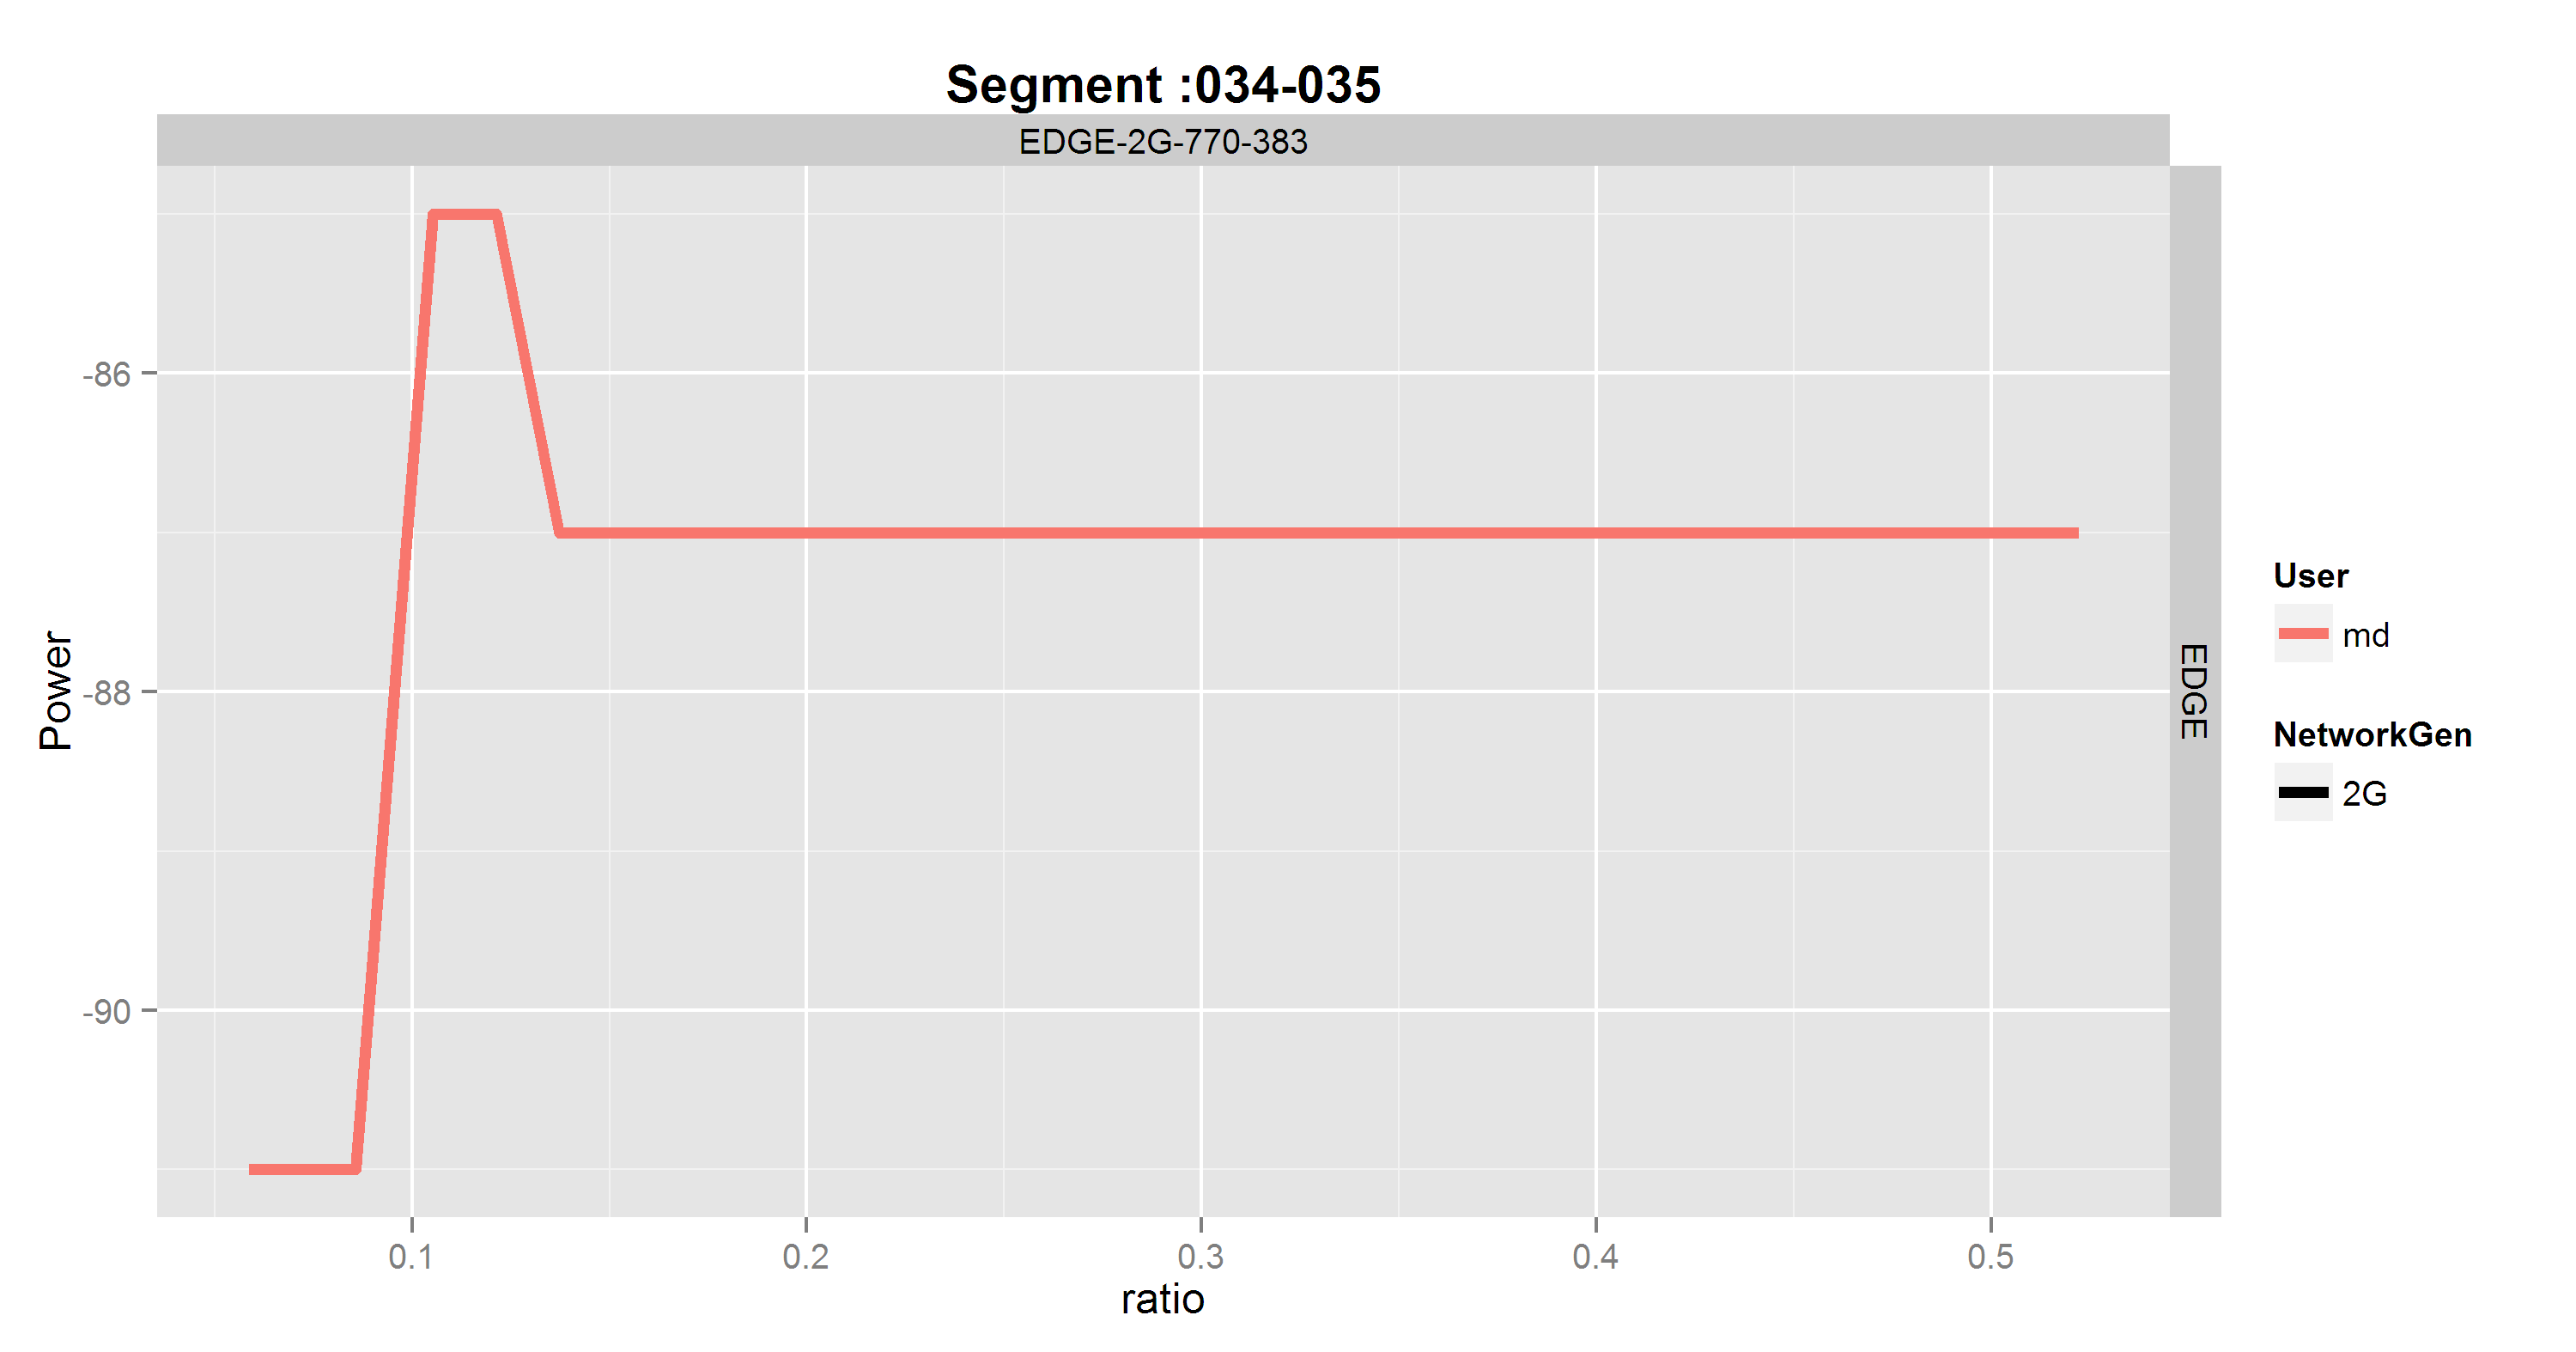 Segment :034-035
EDGE-2G-770-383
EDGE
Power
-86
-88
-90
0.1 0.2 0.3 0.4 0.5
ratio
User
md
NetworkGen
2G